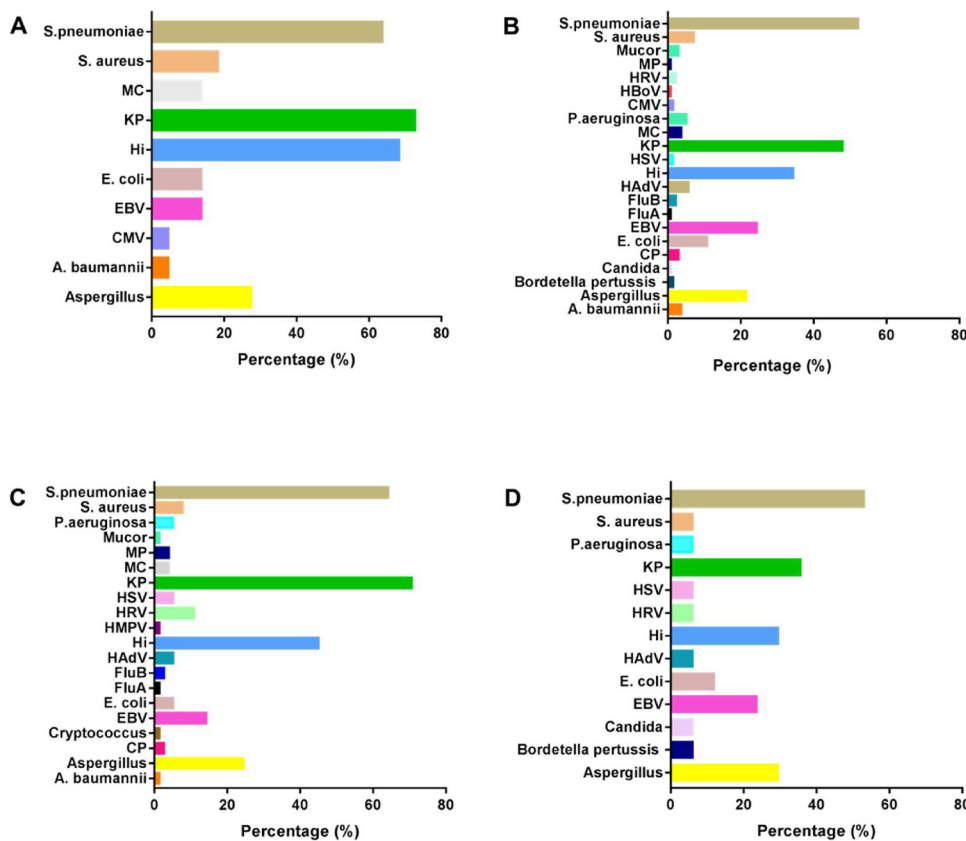 A
S.pneumoniae
S. aureus
MC
KP
Hi
E. coli
EBV
CMV
A. baumannii
Aspergillus
0 20 40 60 80
Percentage (%)
B
S.pneumoniae
S. aureus
Mucor
MP
HRV
HBoV
CMV
P.aeruginosa
MC
KP
HSV
Hi
HAdV
FluB
FluA
EBV
E. coli
CP
Candida
Bordetella pertussis
Aspergillus
A. baumannii
0 20 40 60 80
Percentage (%)
C
S.pneumoniae
S. aureus
P.aeruginosa
Mucor
MP
MC
KP
HSV
HRV
HMPV
Hi
HAdV
FluB
FluA
E. coli
EBV
Cryptococcus
CP
Aspergillus
A. baumannii
0 20 40 60 80
Percentage (%)
D
S.pneumoniae
S. aureus
P.aeruginosa
KP
HSV
HRV
Hi
HAdV
E. coli
EBV
Candida
Bordetella pertussis
Aspergillus
0 20 40 60 80
Percentage (%)